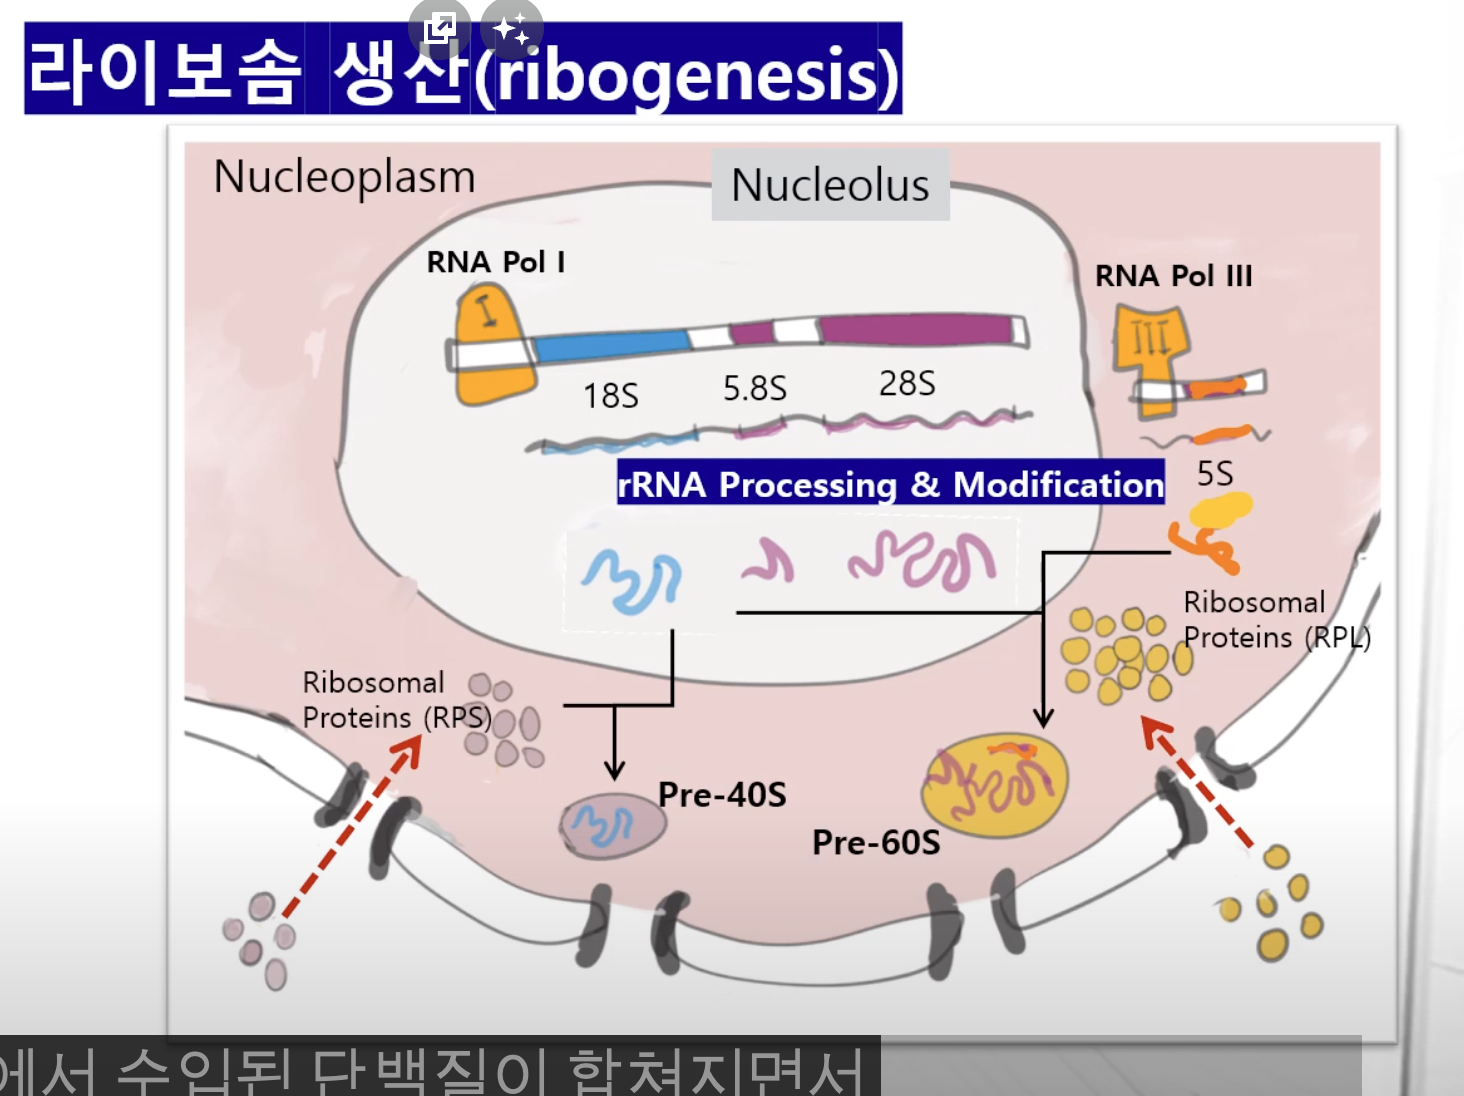 라이보솜 생산(ribogenesis)
Nucleoplasm
Nucleolus
RNA Pol I
RNA Pol III
I
III
18S
5.8S
28S
5S
rRNA Processing & Modification
Ribosomal
Proteins (RPL)
Ribosomal
Proteins (RPS)
Pre-40S
Pre-60S
에서 수입된 단백질이 합쳐지면서